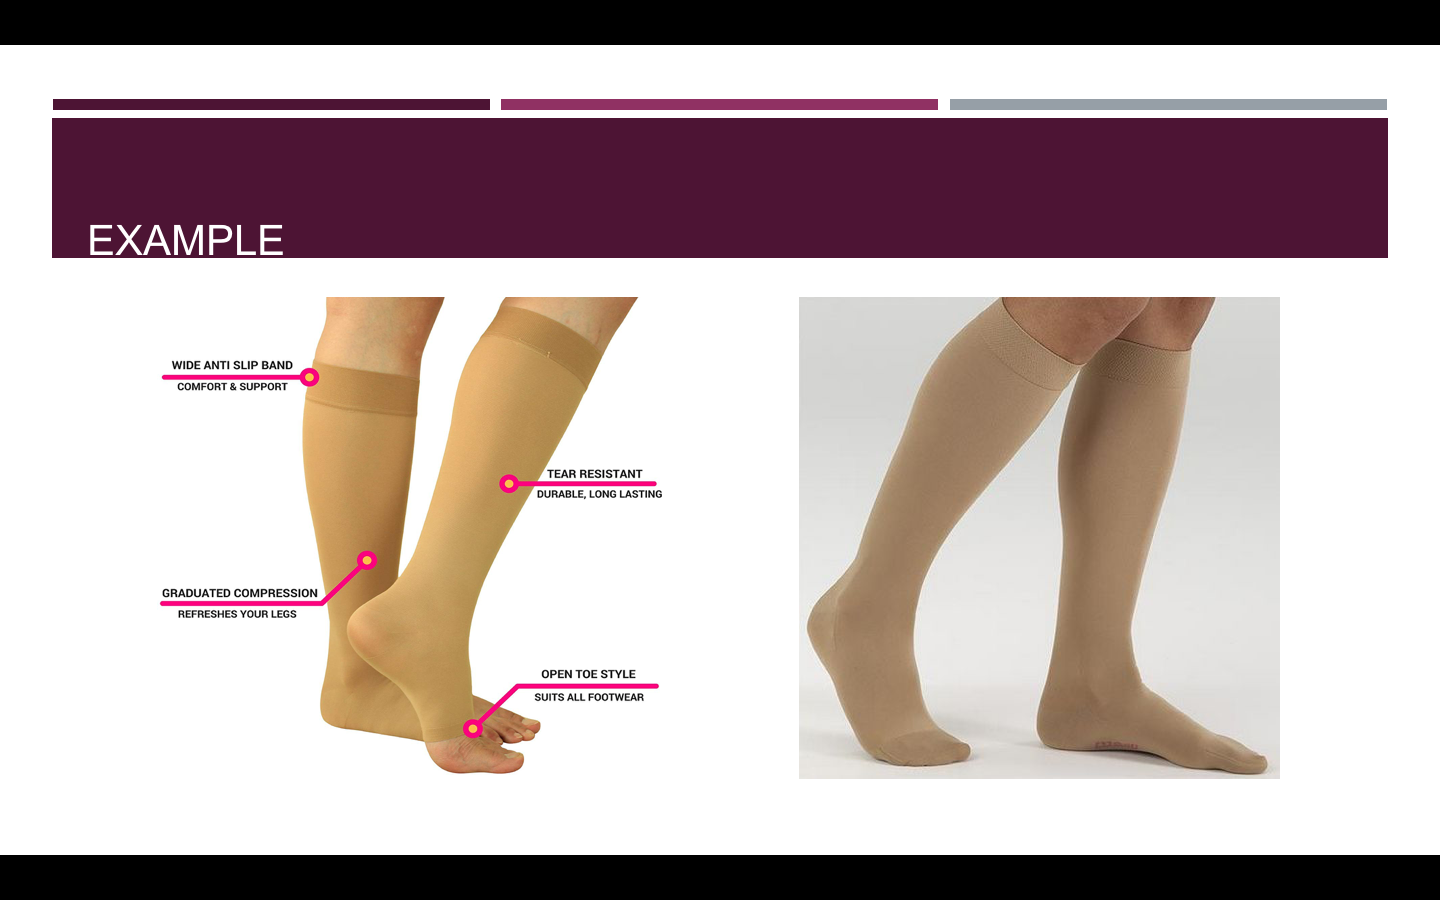 EXAMPLE
WIDE ANTI SLIP BAND
COMFORT & SUPPORT
TEAR RESISTANT
DURABLE, LONG LASTING
GRADUATED COMPRESSION
REFRESHES YOUR LEGS
OPEN TOE STYLE
SUITS ALL FOOTWEAR